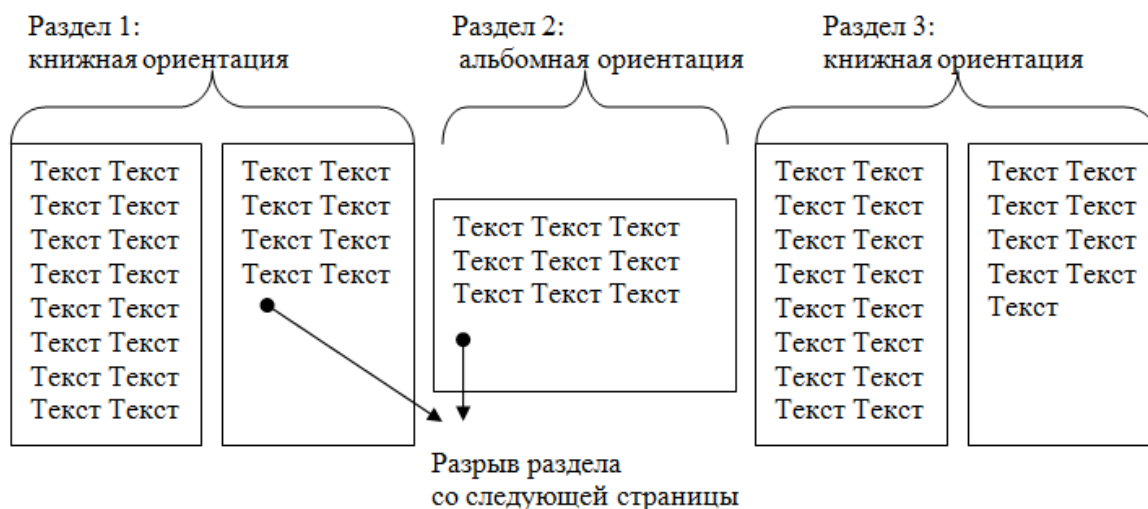 Раздел 1:
книжная ориентация
Раздел 2:
альбомная ориентация
Раздел 3:
книжная ориентация
Текст Текст
Текст Текст
Текст Текст
Текст Текст
Текст Текст
Текст Текст
Текст Текст
Текст Текст
Текст Текст
Текст Текст
Текст Текст
Текст Текст
Текст Текст Текст
Текст Текст Текст
Текст Текст Текст
Текст Текст
Текст Текст
Текст Текст
Текст Текст
Текст Текст
Текст Текст
Текст Текст
Текст Текст
Текст Текст
Текст Текст
Текст Текст
Текст Текст
Текст
Разрыв раздела
со следующей страницы